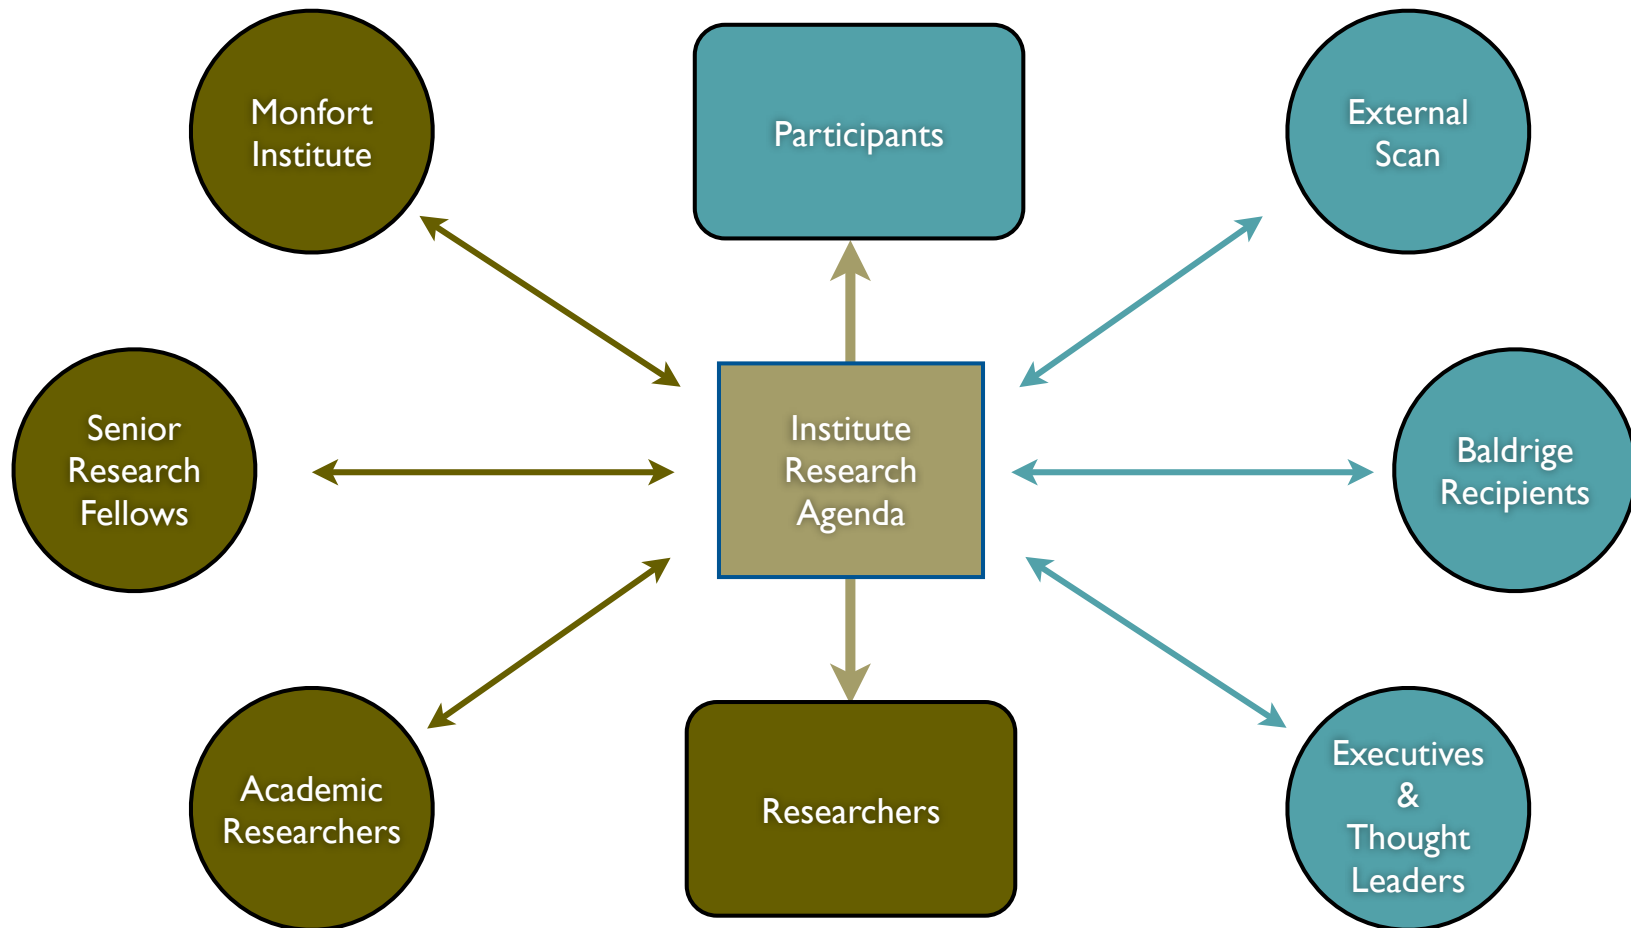 Monfort
Institute
Participants
External
Scan
Senior
Research
Fellows
Institute
Research
Agenda
Baldrige
Recipients
Academic
Researchers
Researchers
Executives
&
Thought
Leaders